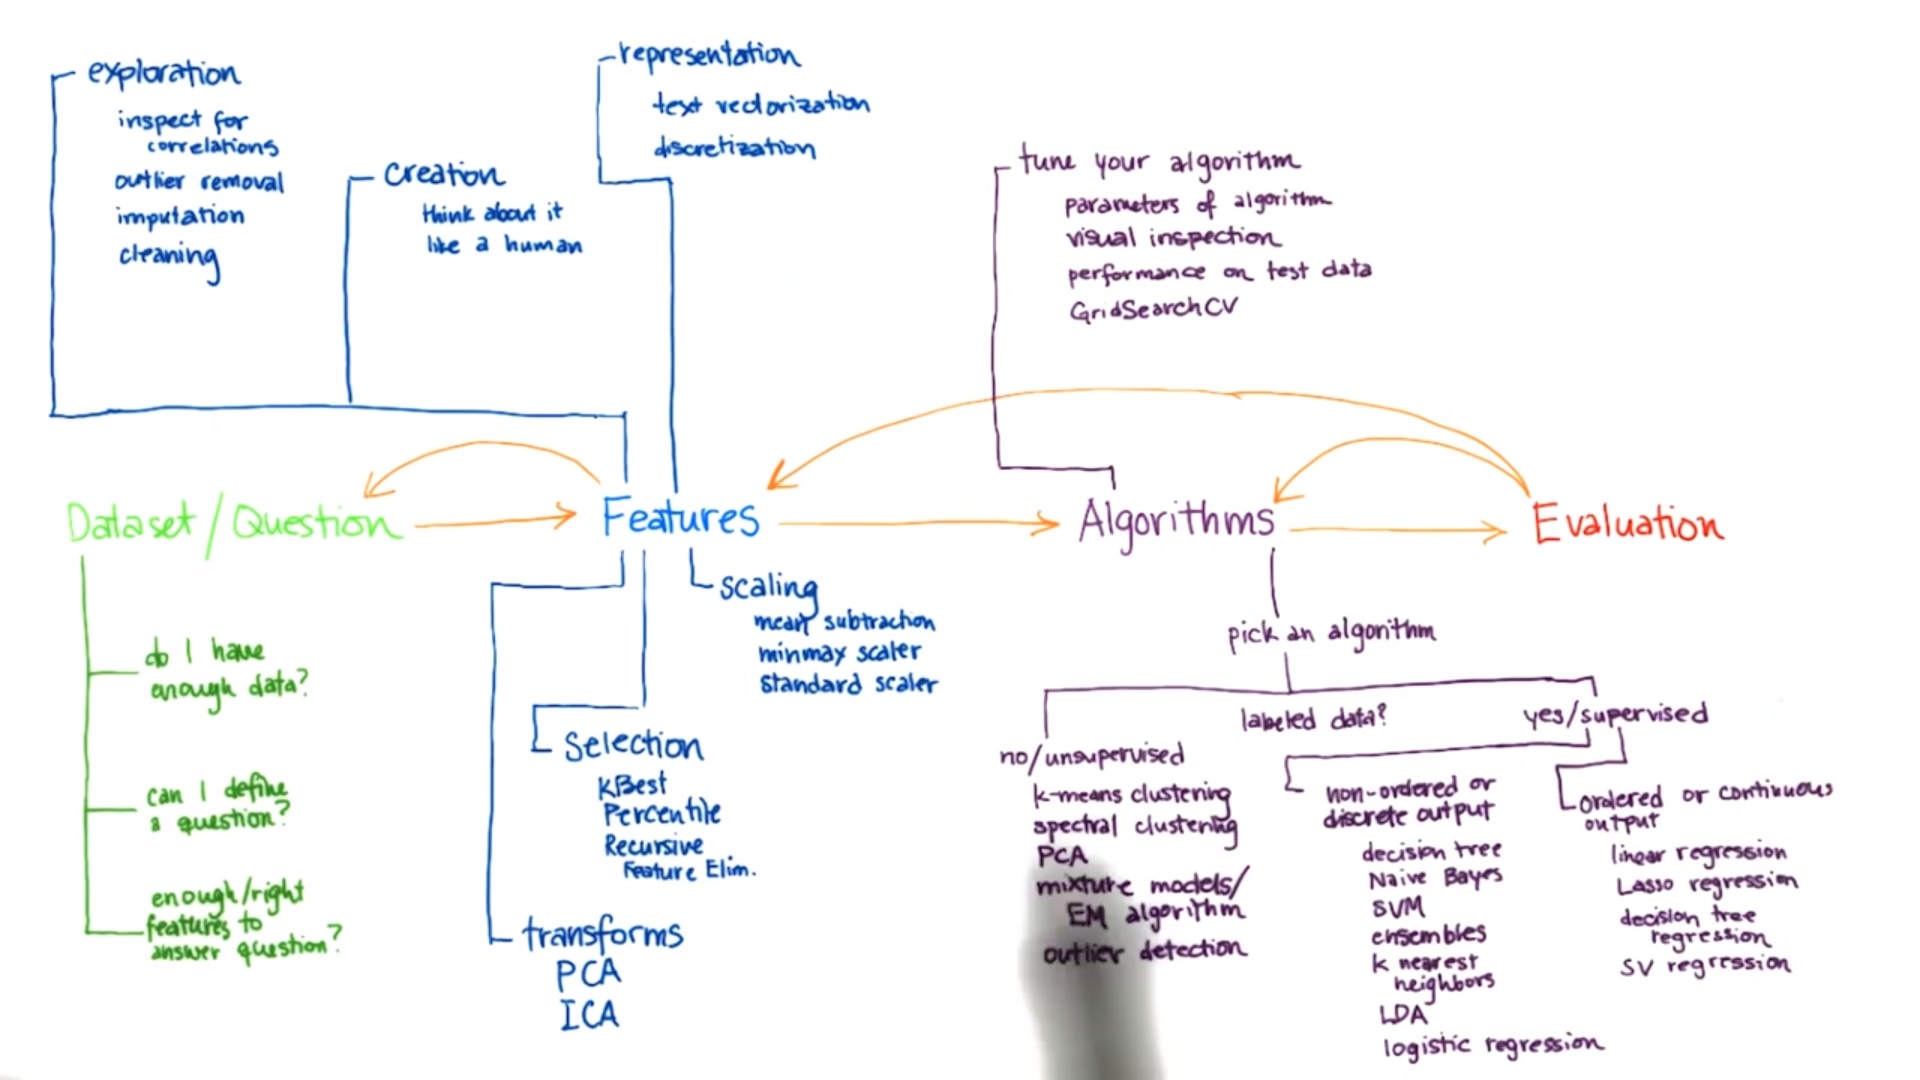 exploration
inspect for
correlations
outlier removal
imputation
cleaning
creation
think about it
like a human
representation
text vectorization
discretization
tune your algorithm
parameters of algorithm
visual inspection
performance on test data
GridSearchCV
Dataset/Question
Features
Algorithms
Evaluation
do I have
enough data?
can I define
a question?
enough/right
features to
answer question?
scaling
mean subtraction
minmax scaler
standard scaler
Selection
KBest
Percentile
Recursive
Feature Elim.
transforms
PCA
ICA
pick an algorithm
labeled data?
no/unsupervised
k-means clustering
spectral clustering
PCA
mixture models/
EM algorithm
outlier detection
yes/supervised
non-ordered or
discrete output
decision tree
Naive Bayes
SVM
ensembles
k nearest
neighbors
LDA
logistic regression
ordered or continuous
output
linear regression
Lasso regression
decision tree
regression
SV regression